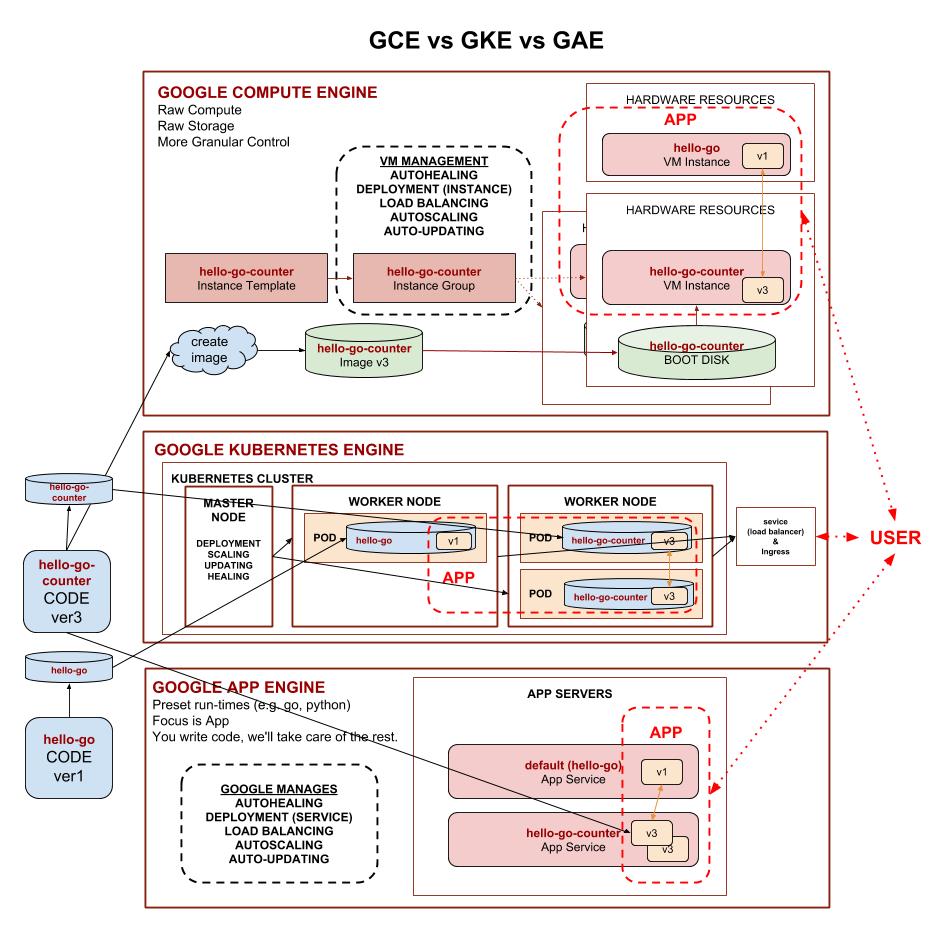 GCE vs GKE vs GAE
GOOGLE COMPUTE ENGINE
Raw Compute
Raw Storage
More Granular Control
VM MANAGEMENT
AUTOHEALING
DEPLOYMENT (INSTANCE)
LOAD BALANCING
AUTOSCALING
AUTO-UPDATING
HARDWARE RESOURCES
APP
hello-go
VM Instance
v1
HARDWARE RESOURCES
H
hello-go-counter
VM Instance
v3
hello-go-counter
Instance Template
hello-go-counter
Instance Group
create
image
hello-go-counter
Image v3
hello-go-counter
BOOT DISK
GOOGLE KUBERNETES ENGINE
KUBERNETES CLUSTER
MASTER
NODE
DEPLOYMENT
SCALING
UPDATING
HEALING
WORKER NODE
POD
hello-go
v1
APP
WORKER NODE
POD
hello-go-counter
v3
POD
hello-go-counter
v3
sevice
(load balancer)
&
Ingress
USER
hello-go-
counter
hello-go-
counter
CODE
ver3
hello-go
hello-go
CODE
ver1
GOOGLE APP ENGINE
Preset run-times (e.g. go, python)
Focus is App
You write code, we'll take care of the rest.
GOOGLE MANAGES
AUTOHEALING
DEPLOYMENT (SERVICE)
LOAD BALANCING
AUTOSCALING
AUTO-UPDATING
APP SERVERS
APP
default (hello-go)
App Service
v1
hello-go-counter
App Service
v3
v3